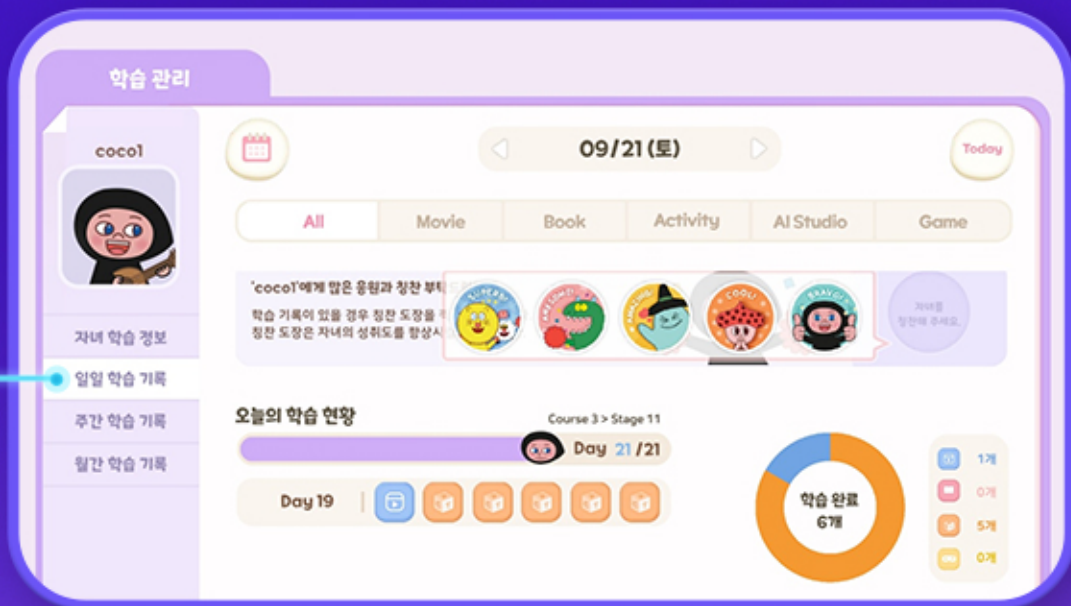 학습 관리
coco1
자녀 학습 정보
일일 학습 기록
주간 학습 기록
월간 학습 기록
09/21 (토)
Today
All
Movie
Book
Activity
AI Studio
Game
'coco1'에게 많은 응원과 칭찬
학습 기록이 있을 경우 칭찬 도장을
칭찬 도장은 자녀의 성취도를
SUPERB!
AWESOME!
AMAZING!
COOL!
BRAVO!
자녀를
칭찬해 주세요.
오늘의 학습 현황
Course 3 > Stage 11
Day 21 /21
Day 19
학습 완료
6개
1개
0개
5개
0개